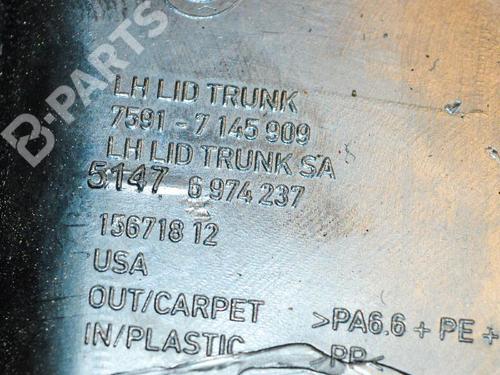 B-PARTS
LH LID TRUNK
7591 - 7 145 909
LH LID TRUNK SA
5147 6 974 237
156718 12
USA
OUT/CARPET
IN/PLASTIC
>PA6.6 + PE +
PP<